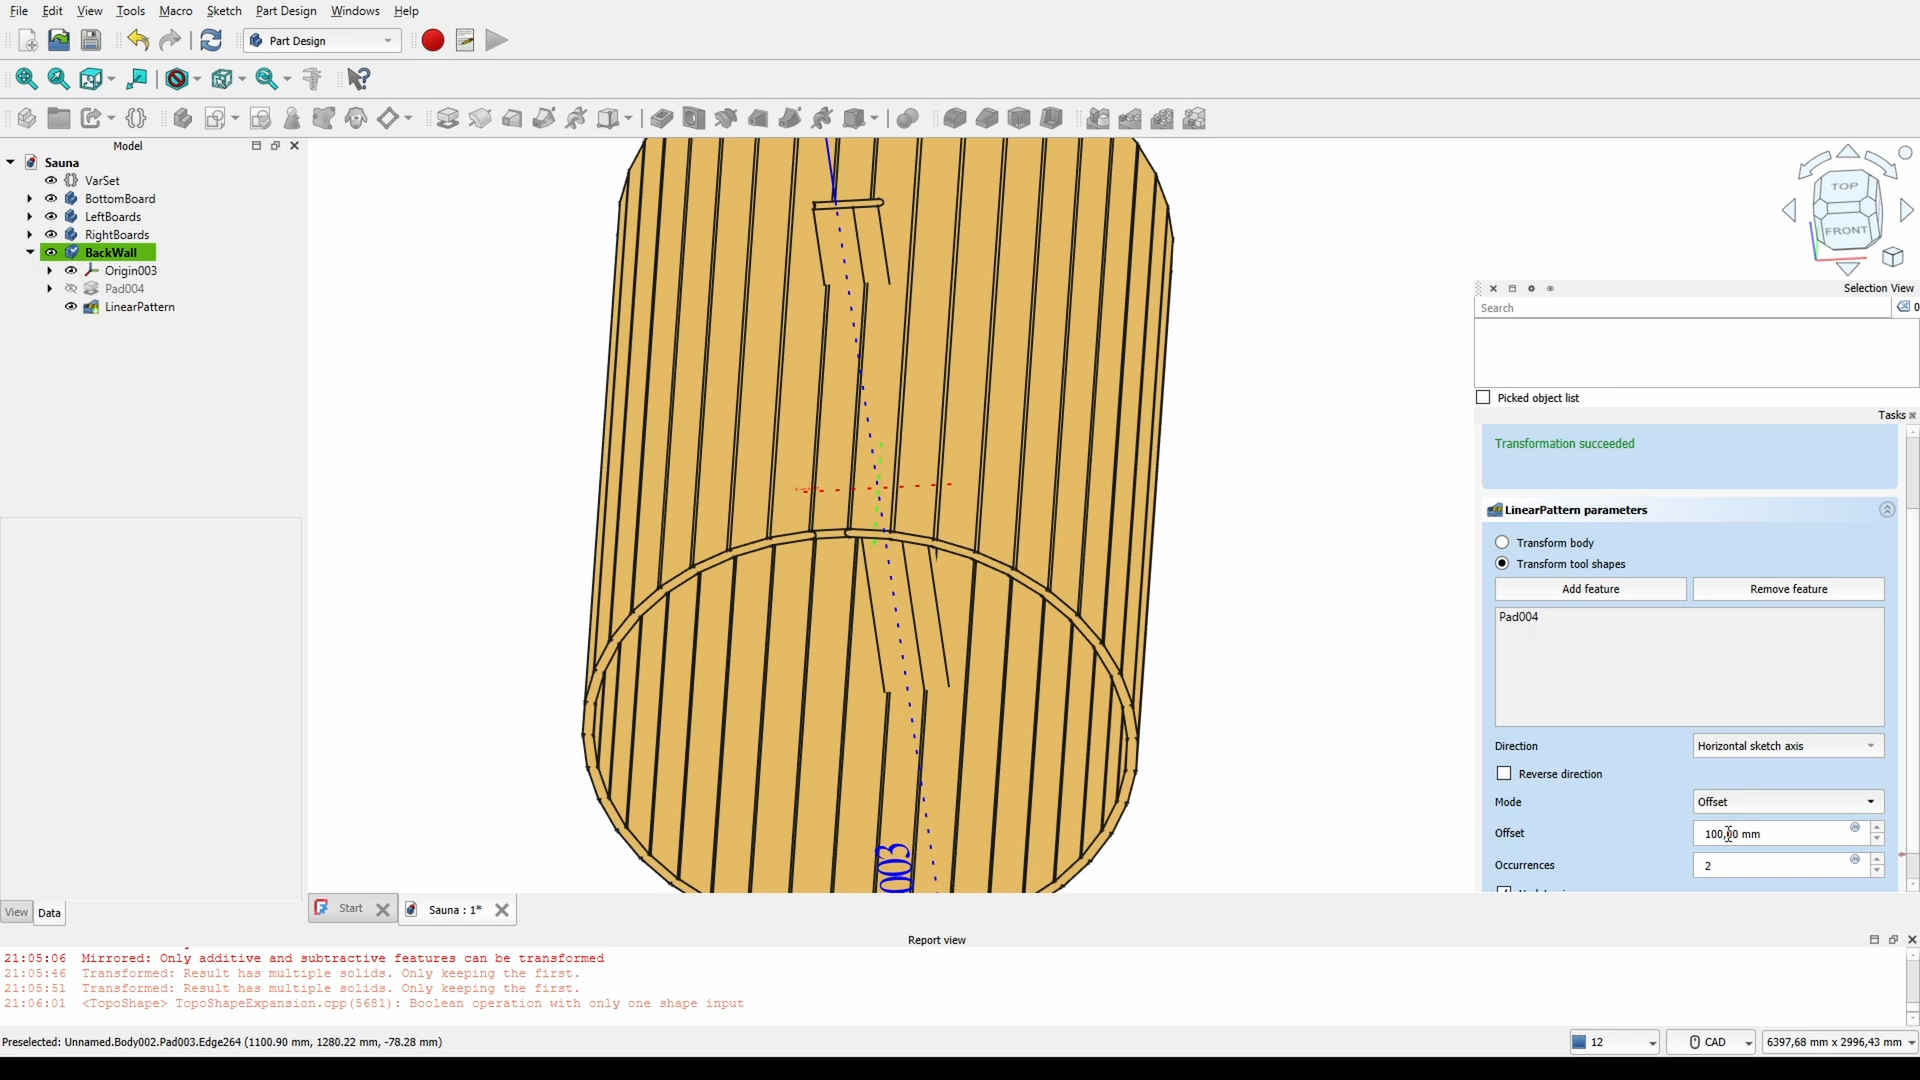 File Edit View Tools Macro Sketch Part Design Windows Help
Part Design
Model
Sauna
VarSet
BottomBoard
LeftBoards
RightBoards
BackWall
Origin003
Pad004
LinearPattern
View Data
003
TOP
FRONT
Selection View
Search
0
Picked object list
Tasks
Transformation succeeded
LinearPattern parameters
Transform body
Transform tool shapes
Add feature Remove feature
Pad004
Direction Horizontal sketch axis
Reverse direction
Mode Offset
Offset 100,00 mm
Occurrences 2
Start Sauna : 1*
Report view
21:05:06 Mirrored: Only additive and subtractive features can be transformed
21:05:46 Transformed: Result has multiple solids. Only keeping the first.
21:05:51 Transformed: Result has multiple solids. Only keeping the first.
21:06:01 <TopoShape> TopoShapeExpansion.cpp(5681): Boolean operation with only one shape input
Preselected: Unnamed.Body002.Pad003.Edge264 (1100.90 mm, 1280.22 mm, -78.28 mm)
12 CAD 6397,68 mm x 2996,43 mm